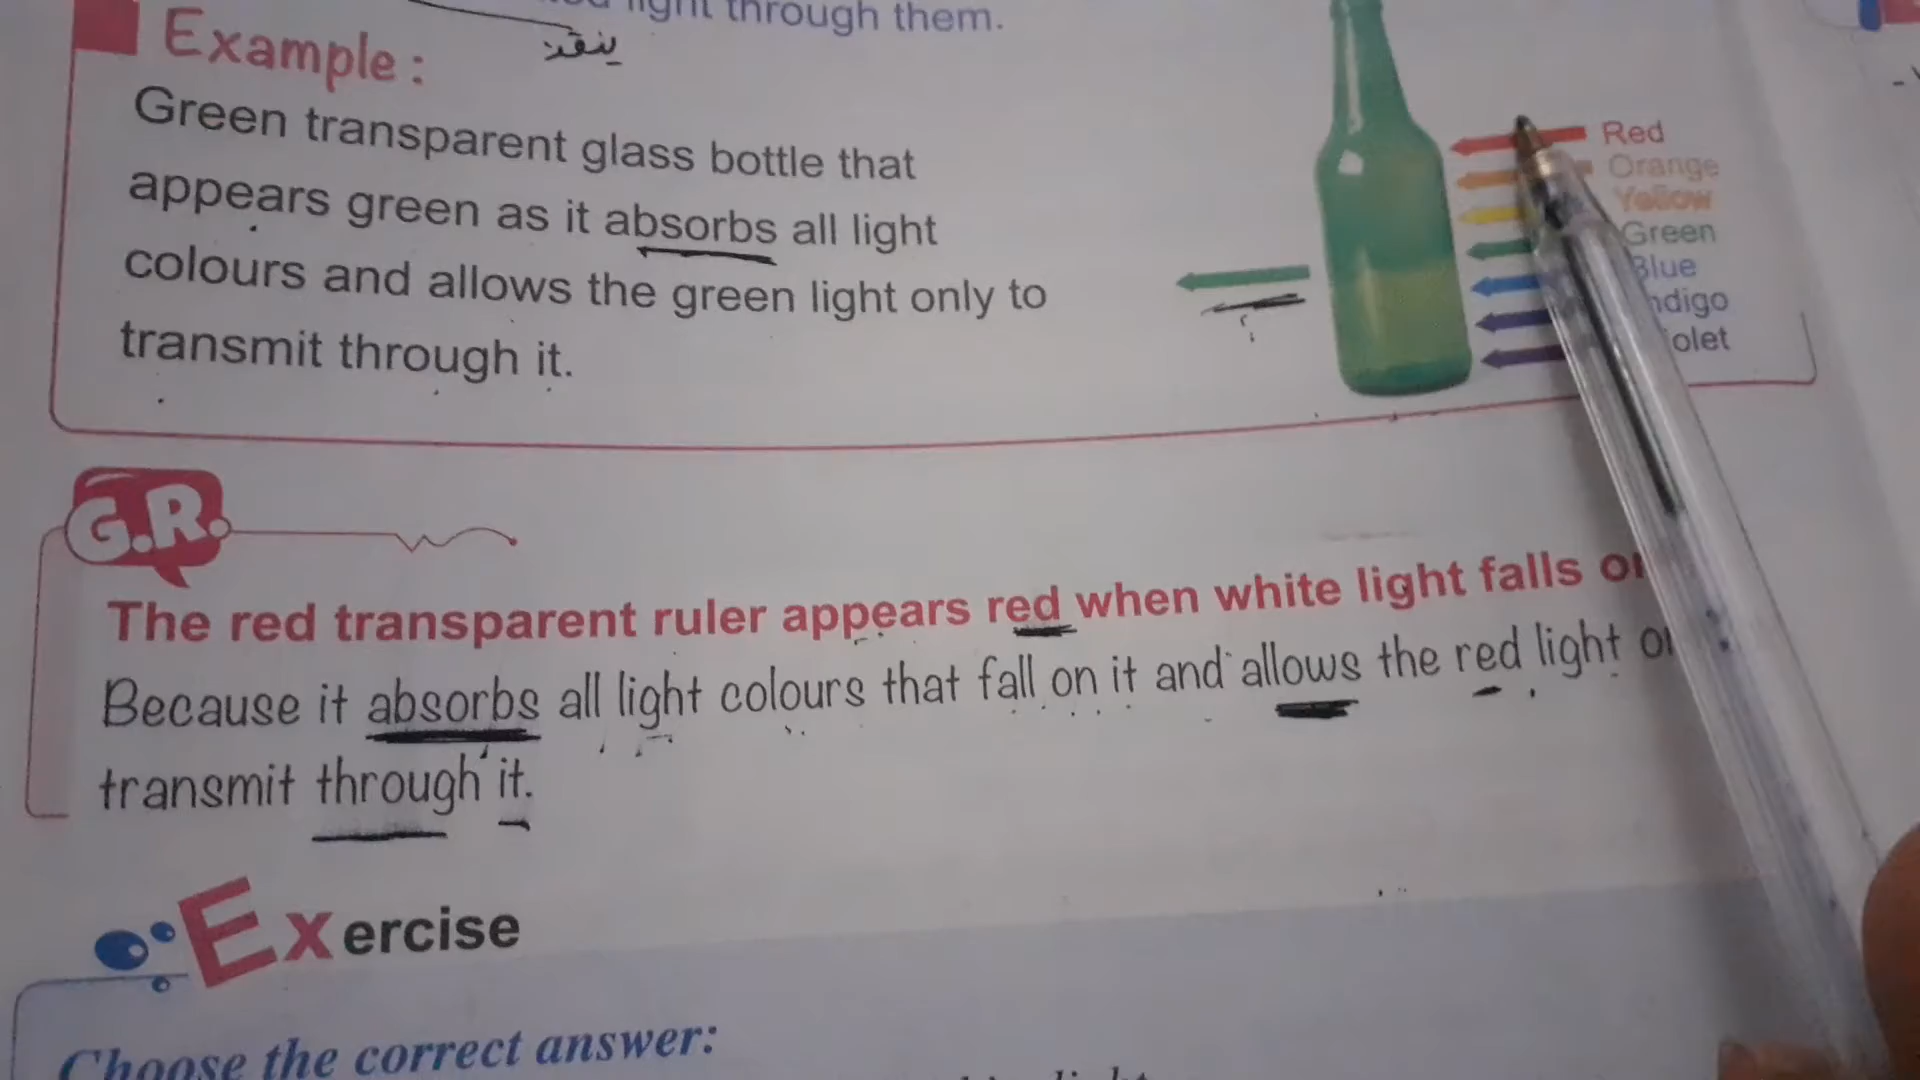 light through them.
ينفذ
Example :
Green transparent glass bottle that
appears green as it absorbs all light
colours and allows the green light only to
transmit through it.
Red
Orange
Yellow
Green
Blue
ndigo
olet
G.R.
The red transparent ruler appears red when white light falls
Because it absorbs all light colours that fall on it and allows the red light
transmit through it.
Exercise
Choose the correct answer: